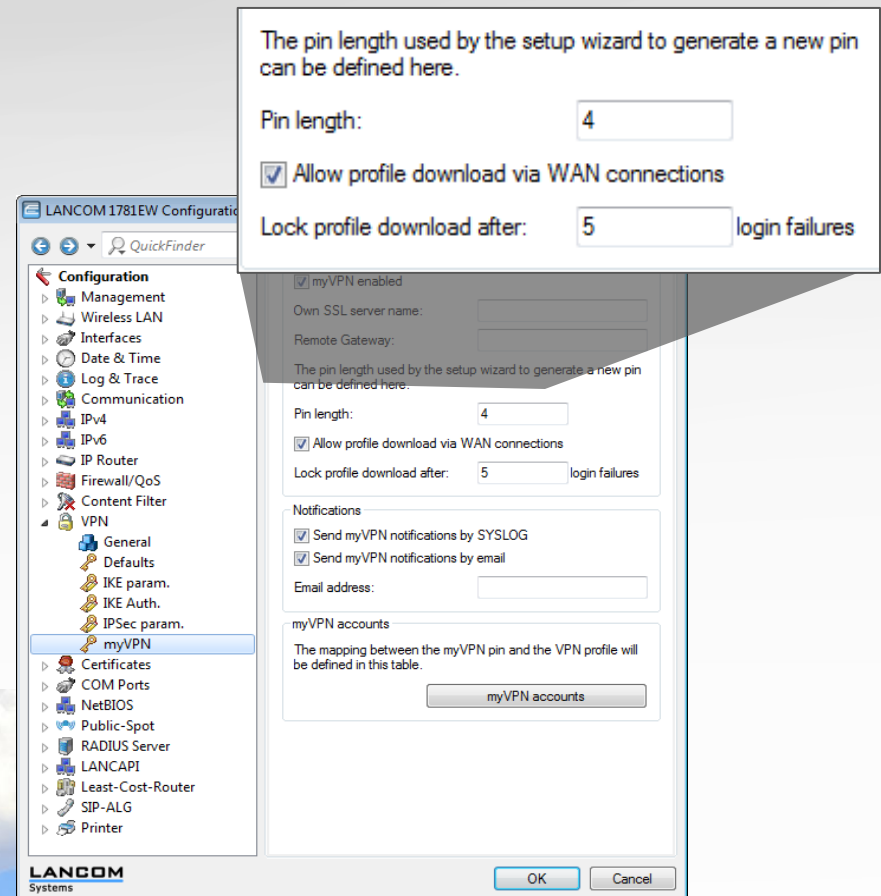 The pin length used by the setup wizard to generate a new pin
can be defined here.
Pin length: 4
Allow profile download via WAN connections
Lock profile download after: 5 login failures
LANCOM 1781EW Configuratio
QuickFinder
Configuration
Management
Wireless LAN
Interfaces
Date & Time
Log & Trace
Communication
IPv4
IPv6
IP Router
Firewall/QoS
Content Filter
VPN
General
Defaults
IKE param.
IKE Auth.
IPSec param.
myVPN
Certificates
COM Ports
NetBIOS
Public-Spot
RADIUS Server
LANCAPI
Least-Cost-Router
SIP-ALG
Printer
myVPN enabled
Own SSL server name:
Remote Gateway:
The pin length used by the setup wizard to generate a new pin
can be defined here.
Pin length: 4
Allow profile download via WAN connections
Lock profile download after: 5 login failures
Notifications
Send myVPN notifications by SYSLOG
Send myVPN notifications by email
Email address:
myVPN accounts
The mapping between the myVPN pin and the VPN profile will
be defined in this table.
myVPN accounts
LANCOM
Systems
OK Cancel